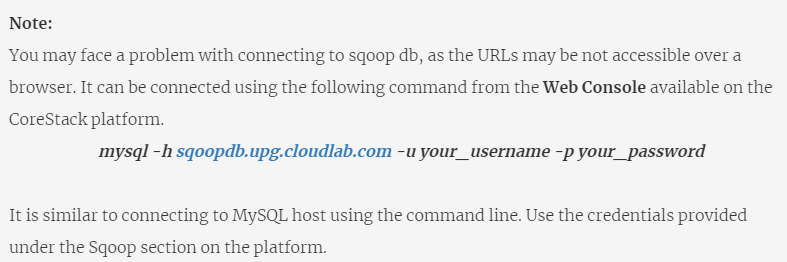 Note:
You may face a problem with connecting to sqoop db, as the URLs may be not accessible over a
browser. It can be connected using the following command from the Web Console available on the
CoreStack platform.
mysql -h sqoopdb.upg.cloudlab.com -u your_username -p your_password
It is similar to connecting to MySQL host using the command line. Use the credentials provided
under the Sqoop section on the platform.